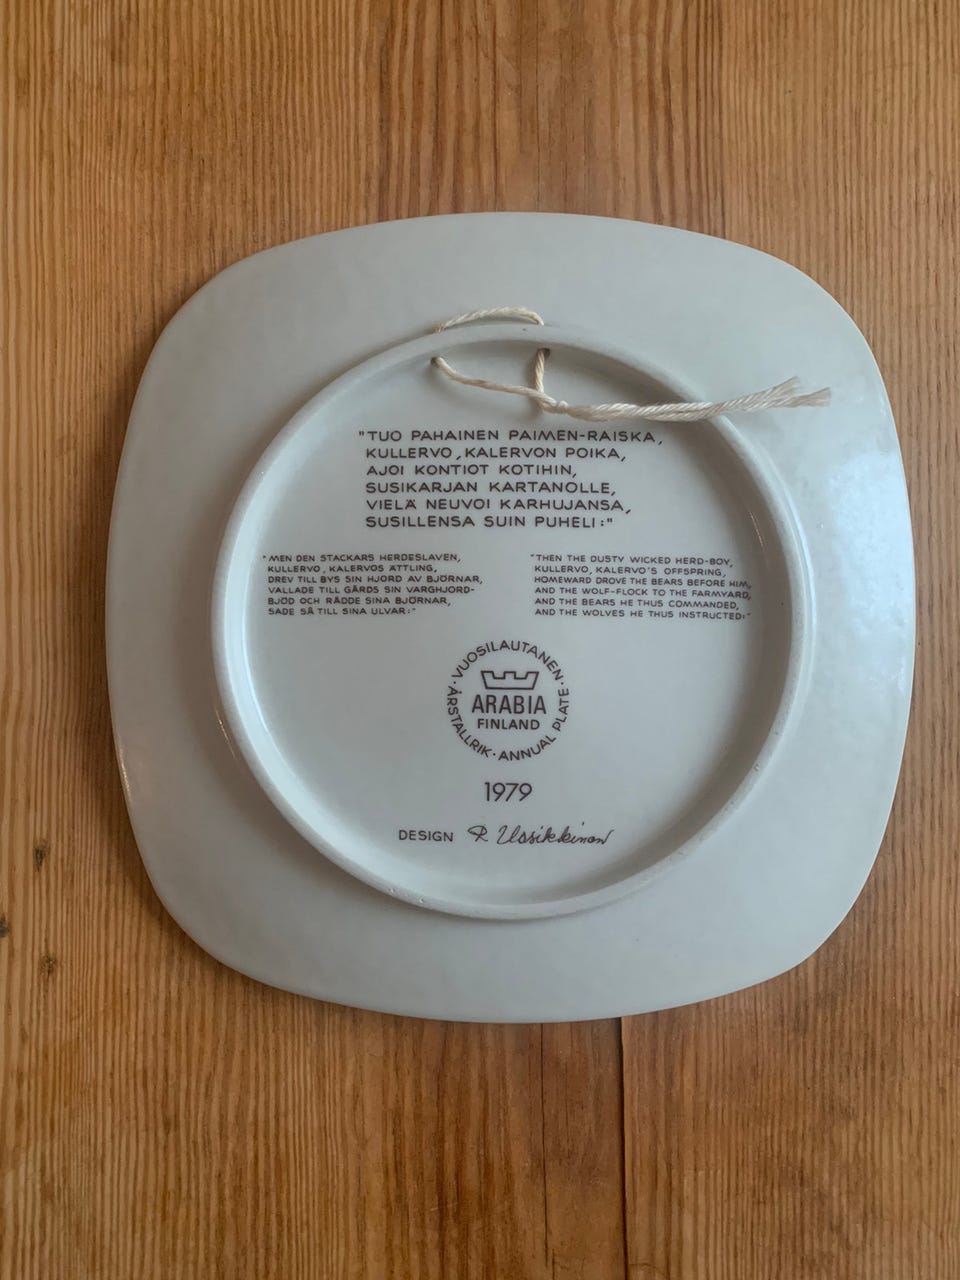 "TUO PAHAINEN PAIMEN-RAISKA,
KULLERVO, KALERVON POIKA,
AJOI KONTIOT KOTIHIN,
SUSIKARJAN KARTANOLLE,
VIELÄ NEUVOI KARHUJANSA,
SUSILLENSA SUIN PUHELI:"
"MEN DEN STACKARS HERDESLAVEN,
KULLERVO, KALERVOS ÄTTLING,
DREV TILL BYS SIN HJORD AV BJÖRNAR,
VALLADE TILL GÅRDS SIN VARGHJORD-
BJÖD OCH RÅDDE SINA BJÖRNAR,
SADE SÅ TILL SINA ULVAR:"
"THEN THE DUSTY WICKED HERD-BOY,
KULLERVO, KALERVO'S OFFSPRING,
HOMEWARD DROVE THE BEARS BEFORE HIM,
AND THE WOLF-FLOCK TO THE FARMYARD,
AND THE BEARS HE THUS COMMANDED,
AND THE WOLVES HE THUS INSTRUCTED:"
· VUOSILAUTANEN · ANNUAL PLATE · ÅRSTALLRIK
ARABIA
FINLAND
1979
DESIGN R Uosikkinen